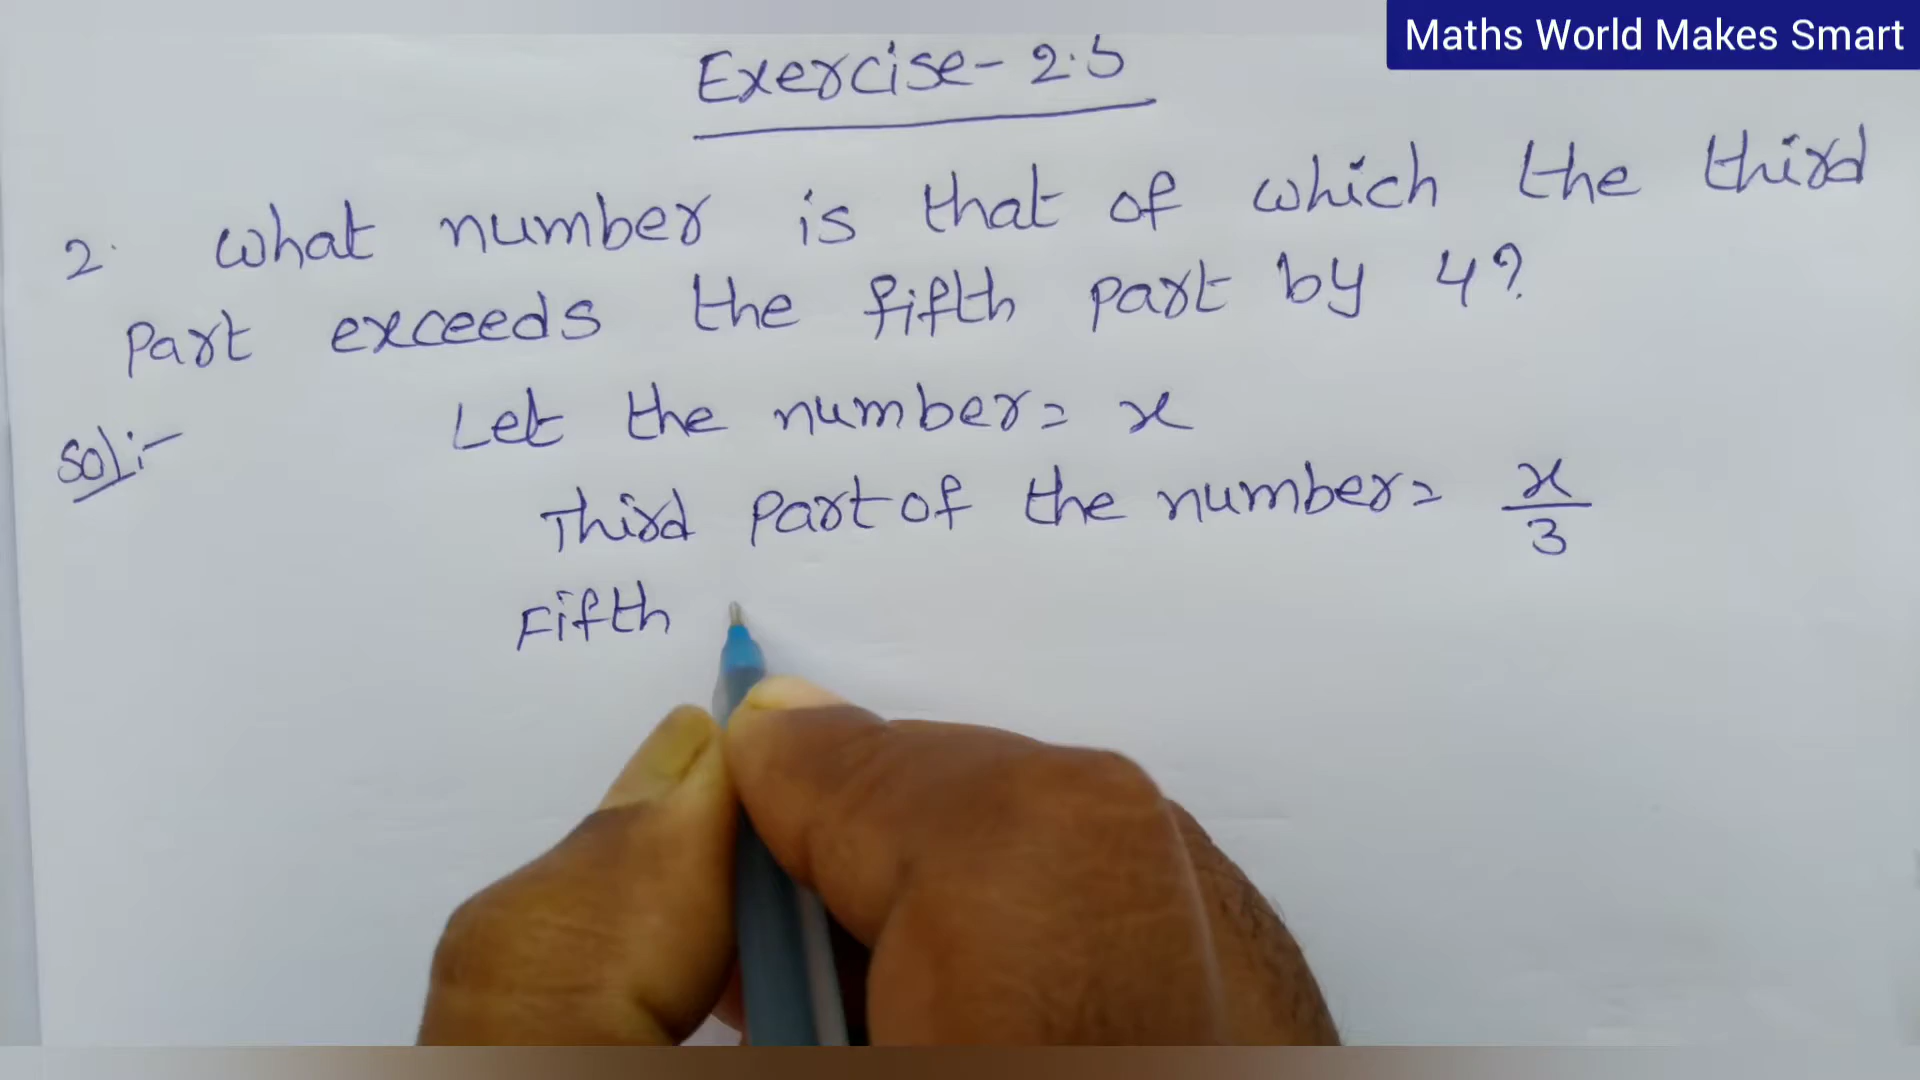 Maths World Makes Smart
Exercise- 2.5
2. What number is that of which the third
part exceeds the fifth part by 4?
Sol:- Let the number = x
Third part of the number = x/3
Fifth